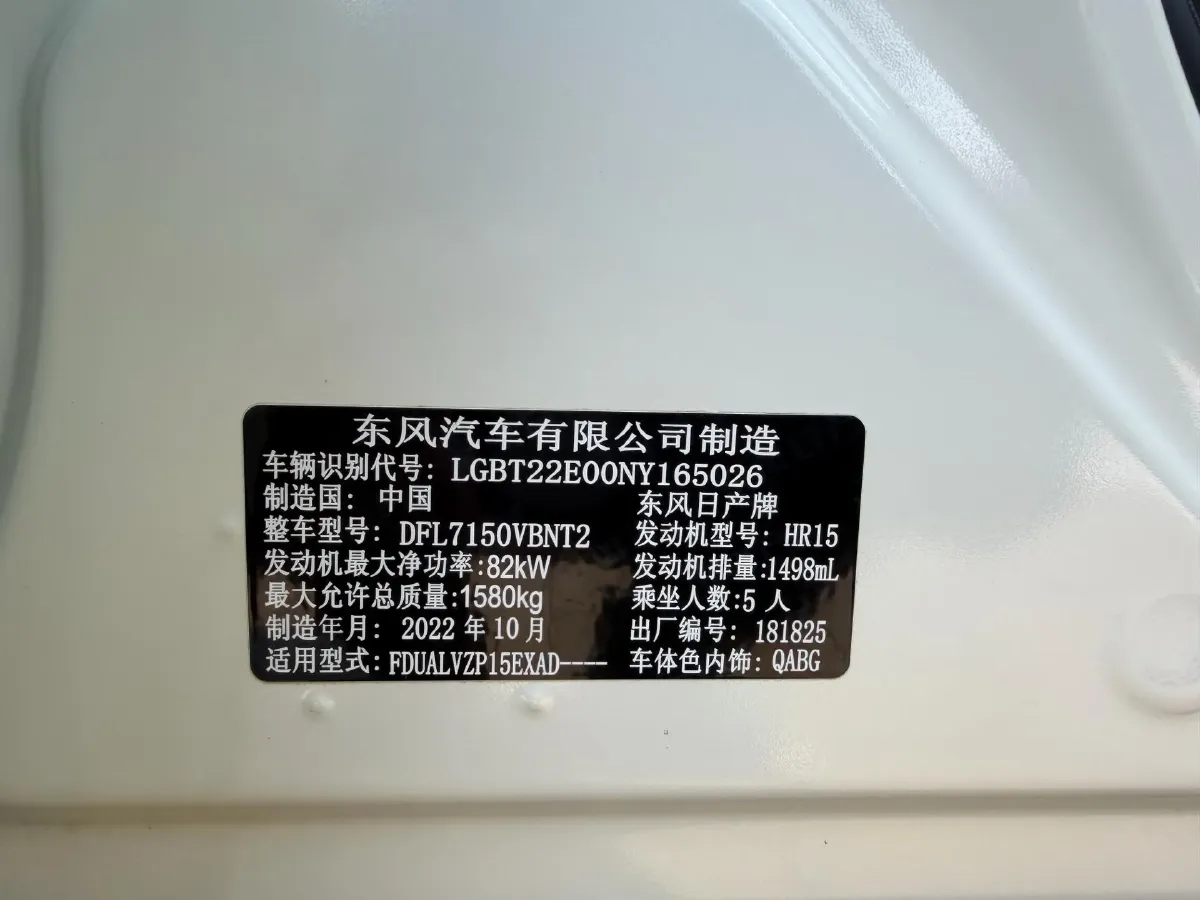 东风汽车有限公司制造
车辆识别代号: LGBT22E00NY165026
制造国: 中国 东风日产牌
整车型号: DFL7150VBNT2 发动机型号: HR15
发动机最大净功率:82kW 发动机排量:1498mL
最大允许总质量:1580kg 乘坐人数:5 人
制造年月: 2022 年 10 月 出厂编号: 181825
适用型式: FDUALVZP15EXAD---- 车体色内饰: QABG